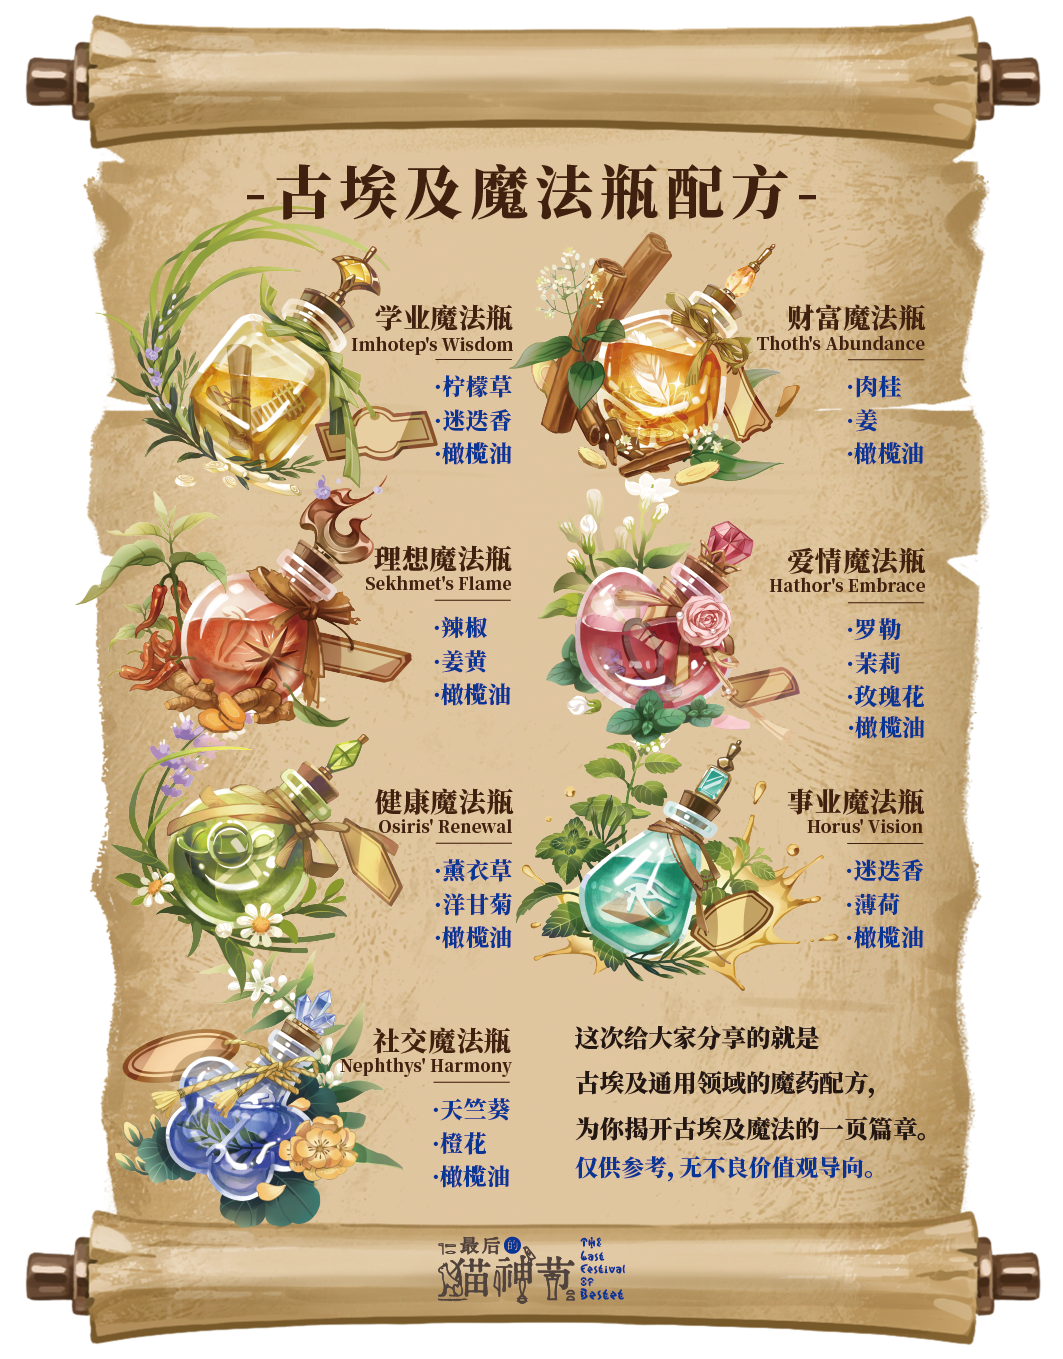 -古埃及魔法瓶配方-
学业魔法瓶
Imhotep's Wisdom
·柠檬草
·迷迭香
·橄榄油
财富魔法瓶
Thoth's Abundance
·肉桂
·姜
·橄榄油
理想魔法瓶
Sekhmet's Flame
·辣椒
·姜黄
·橄榄油
爱情魔法瓶
Hathor's Embrace
·罗勒
·茉莉
·玫瑰花
·橄榄油
健康魔法瓶
Osiris' Renewal
·薰衣草
·洋甘菊
·橄榄油
事业魔法瓶
Horus' Vision
·迷迭香
·薄荷
·橄榄油
社交魔法瓶
Nephthys' Harmony
·天竺葵
·橙花
·橄榄油
这次给大家分享的就是
古埃及通用领域的魔药配方，
为你揭开古埃及魔法的一页篇章。
仅供参考，无不良价值观导向。
最后的
猫神节
The
Last
Festival
Of
Bastet